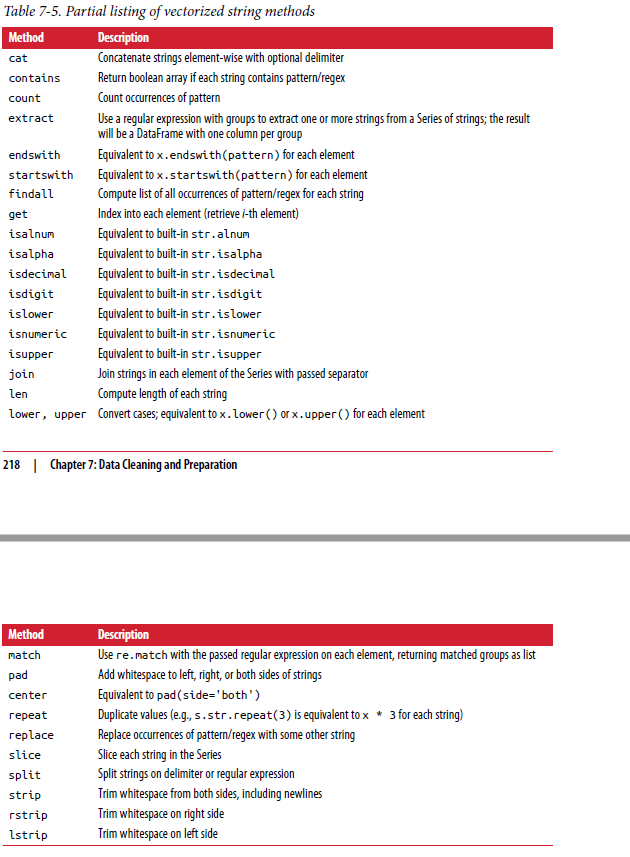 Table 7-5. Partial listing of vectorized string methods
Method Description
cat Concatenate strings element-wise with optional delimiter
contains Return boolean array if each string contains pattern/regex
count Count occurrences of pattern
extract Use a regular expression with groups to extract one or more strings from a Series of strings; the result
will be a DataFrame with one column per group
endswith Equivalent to x.endswith(pattern) for each element
startswith Equivalent to x.startswith(pattern) for each element
findall Compute list of all occurrences of pattern/regex for each string
get Index into each element (retrieve i-th element)
isalnum Equivalent to built-in str.alnum
isalpha Equivalent to built-in str.isalpha
isdecimal Equivalent to built-in str.isdecimal
isdigit Equivalent to built-in str.isdigit
islower Equivalent to built-in str.islower
isnumeric Equivalent to built-in str.isnumeric
isupper Equivalent to built-in str.isupper
join Join strings in each element of the Series with passed separator
len Compute length of each string
lower, upper Convert cases; equivalent to x.lower() or x.upper() for each element
218 | Chapter 7: Data Cleaning and Preparation
Method Description
match Use re.match with the passed regular expression on each element, returning matched groups as list
pad Add whitespace to left, right, or both sides of strings
center Equivalent to pad(side='both')
repeat Duplicate values (e.g., s.str.repeat(3) is equivalent to x * 3 for each string)
replace Replace occurrences of pattern/regex with some other string
slice Slice each string in the Series
split Split strings on delimiter or regular expression
strip Trim whitespace from both sides, including newlines
rstrip Trim whitespace on right side
lstrip Trim whitespace on left side